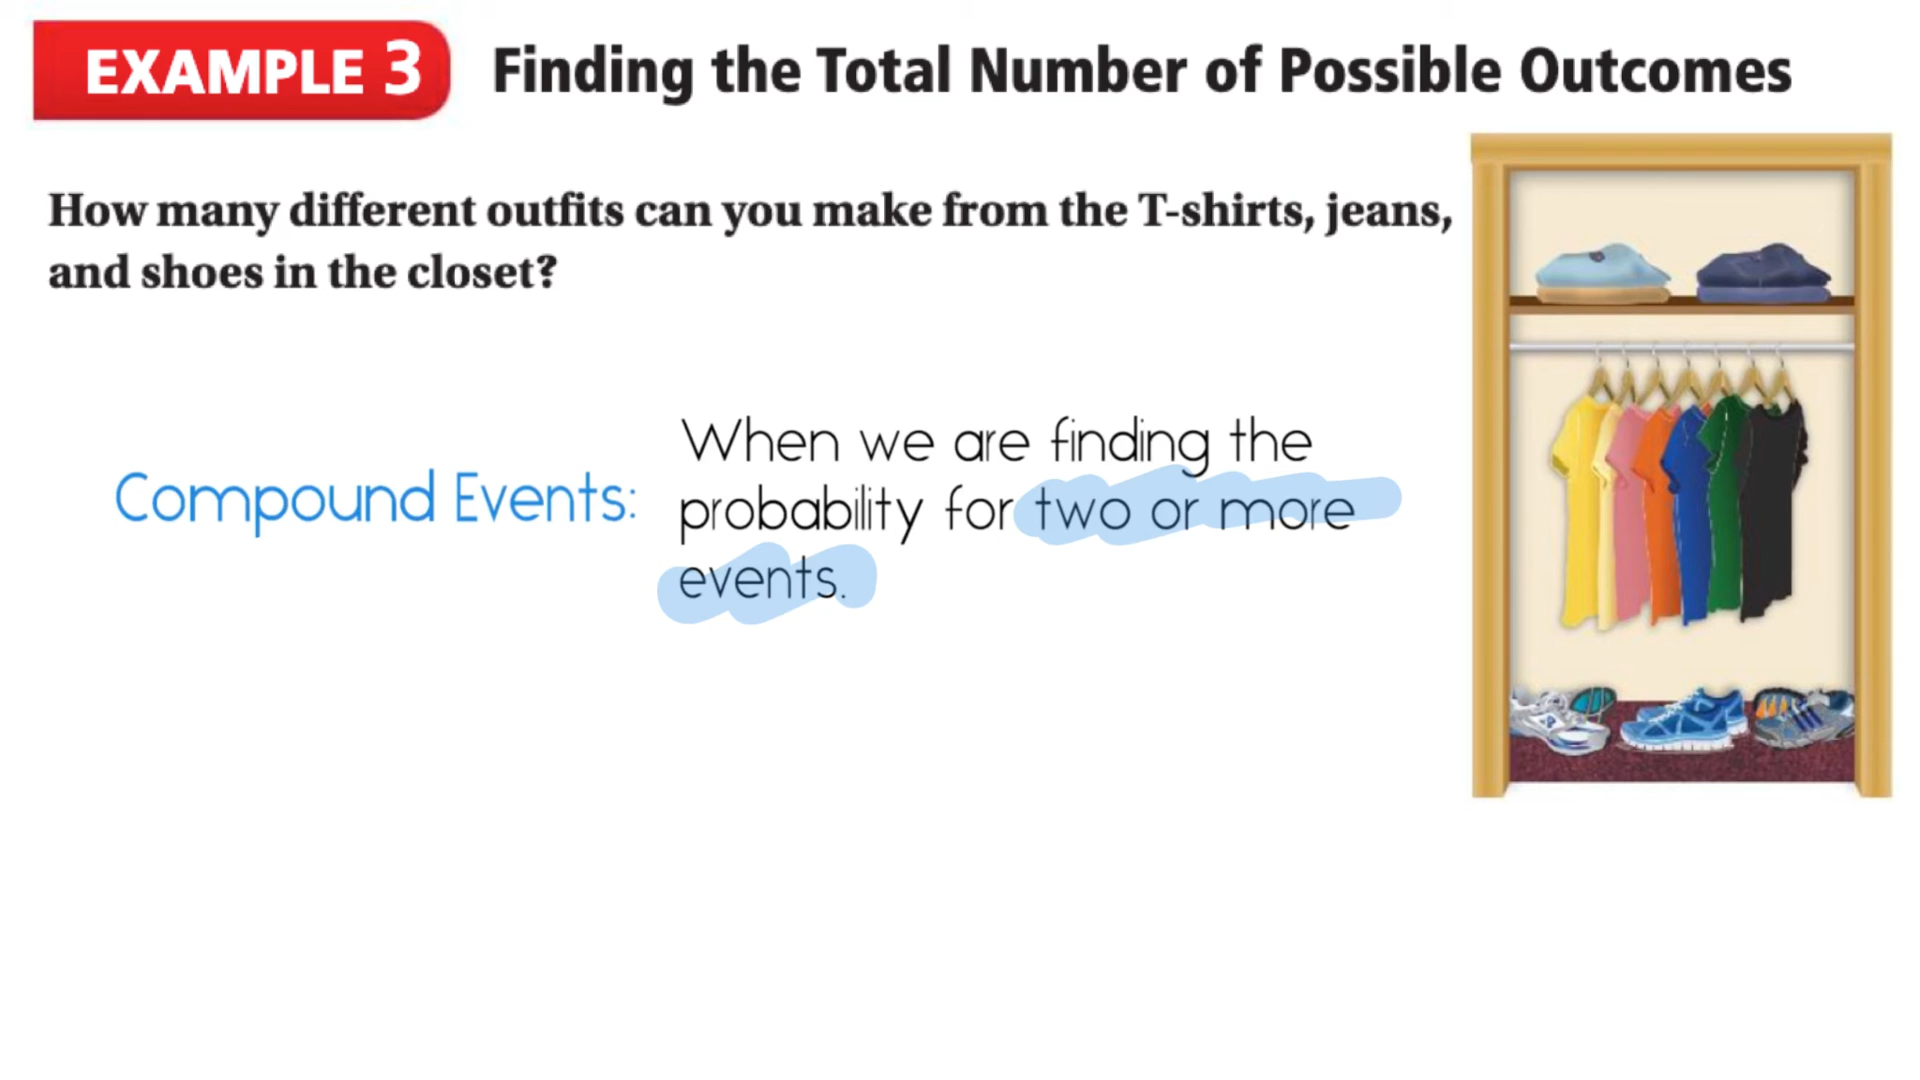 EXAMPLE 3 Finding the Total Number of Possible Outcomes
How many different outfits can you make from the T-shirts, jeans,
and shoes in the closet?
Compound Events:
When we are finding the
probability for two or more
events.